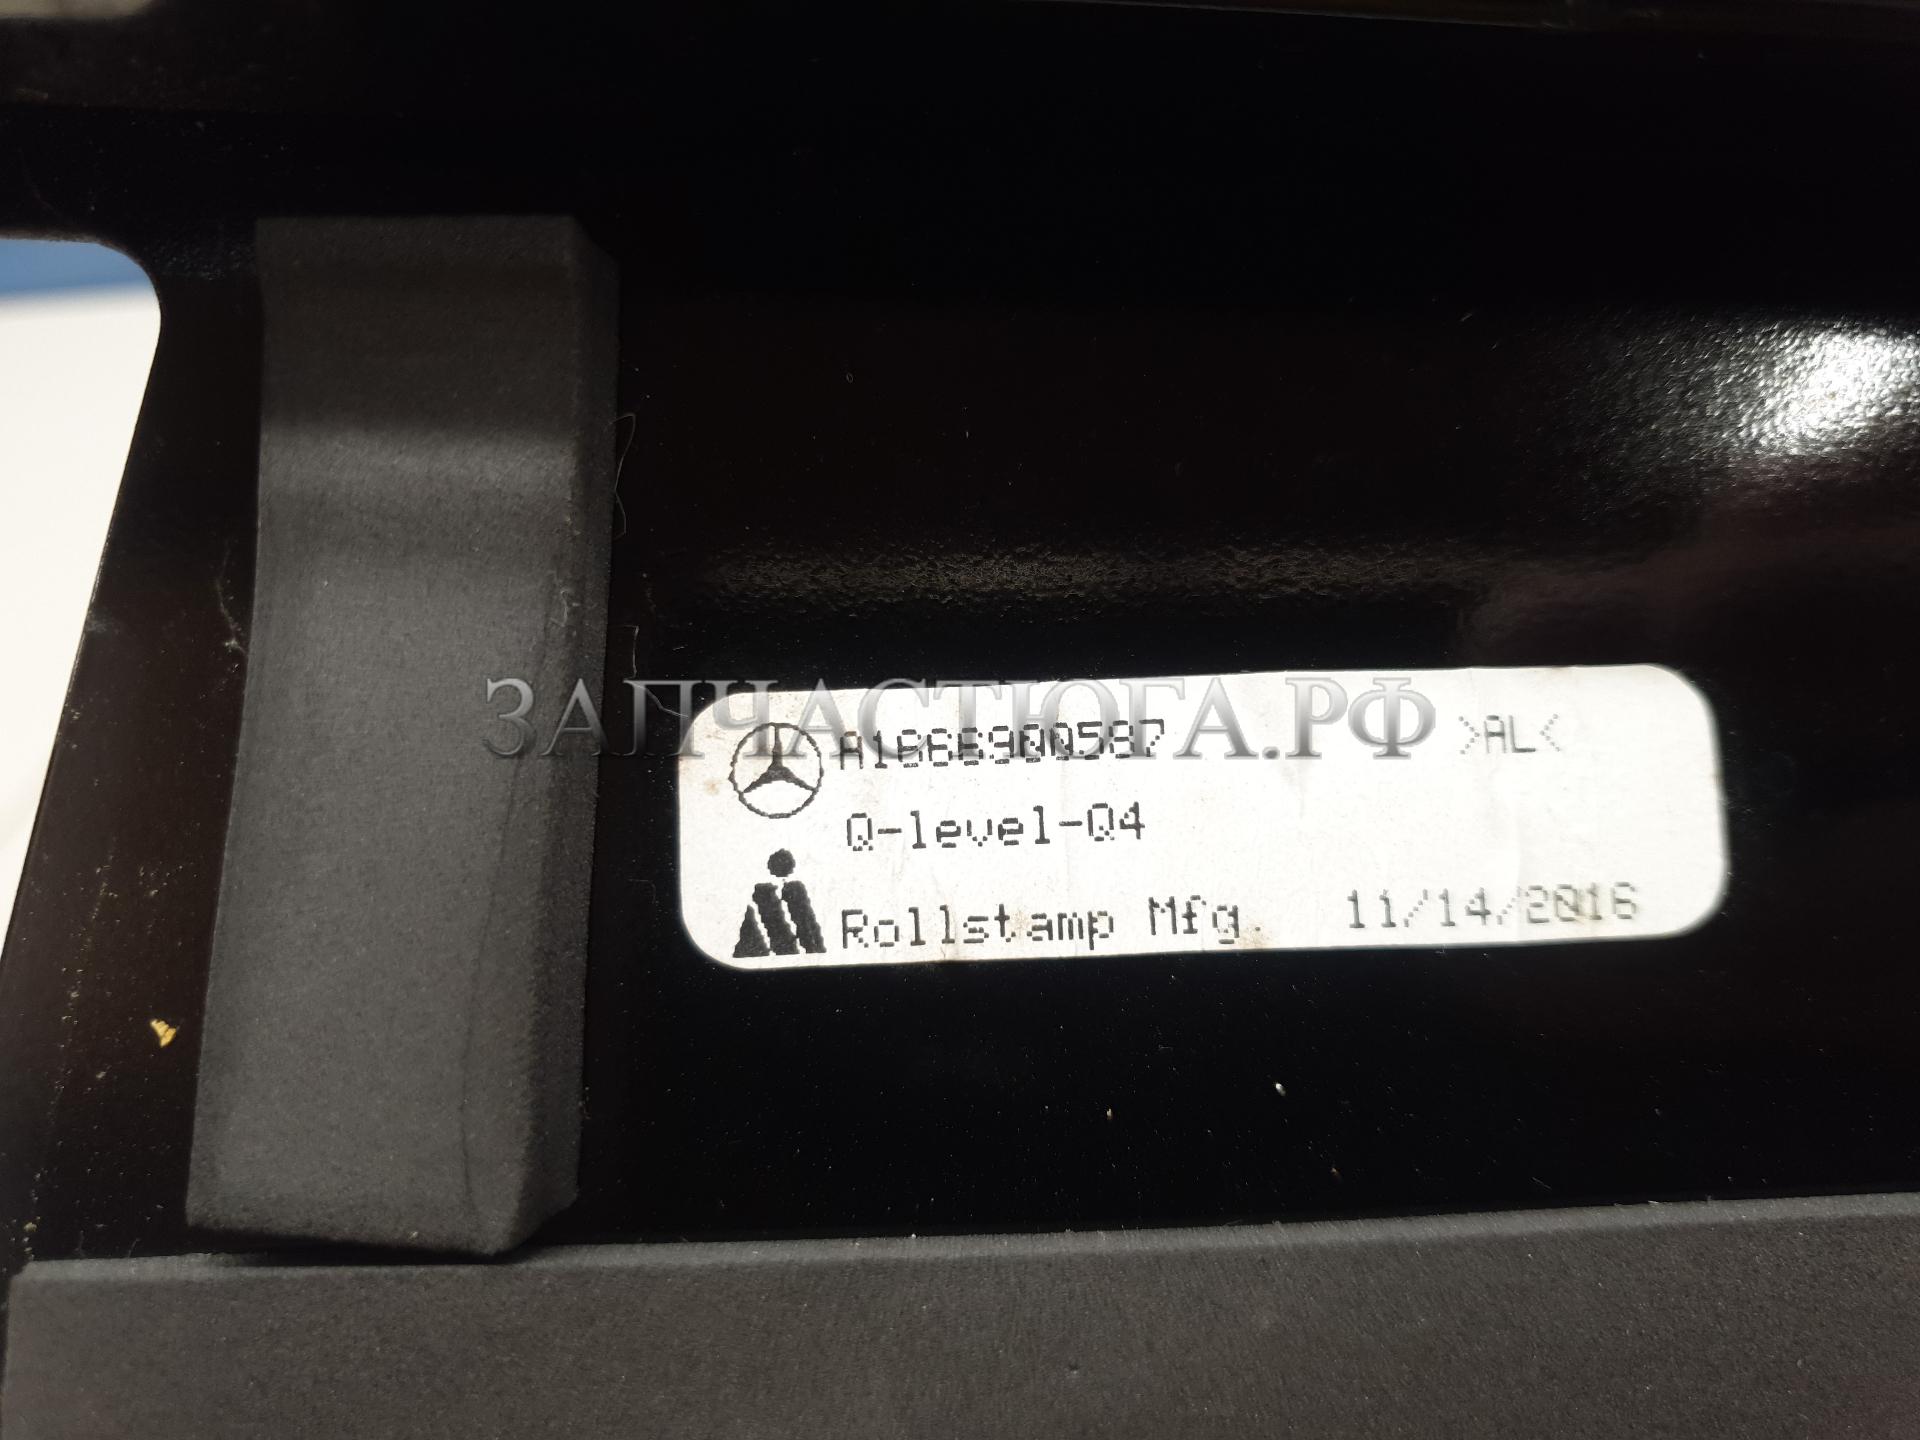 ЗАПЧАСТЮГА.РФ
A1666900587 >AL<
Q-level-Q4
Rollstamp Mfg. 11/14/2016